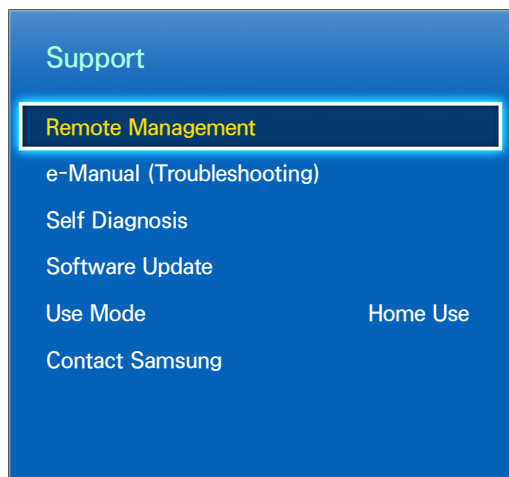 Support
Remote Management
e-Manual (Troubleshooting)
Self Diagnosis
Software Update
Use Mode Home Use
Contact Samsung